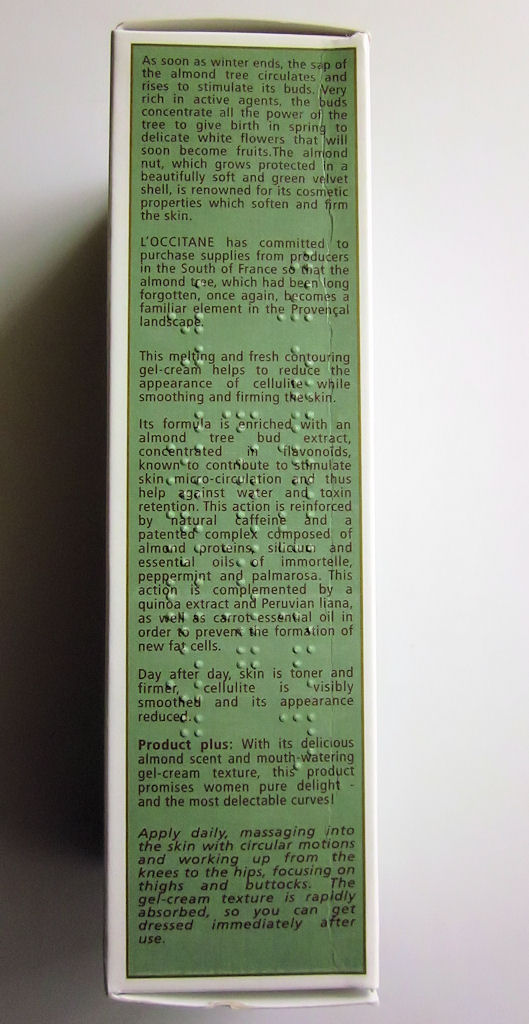 As soon as winter ends, the sap of
the almond tree circulates and
rises to stimulate its buds. Very
rich in active agents, the buds
concentrate all the power of the
tree to give birth in spring to
delicate white flowers that will
soon become fruits.The almond
nut, which grows protected in a
beautifully soft and green velvet
shell, is renowned for its cosmetic
properties which soften and firm
the skin.
L'OCCITANE has committed to
purchase supplies from producers
in the South of France so that the
almond tree, which had been long
forgotten, once again, becomes a
familiar element in the Provençal
landscape.
This melting and fresh contouring
gel-cream helps to reduce the
appearance of cellulite while
smoothing and firming the skin.
Its formula is enriched with an
almond tree bud extract,
concentrated in flavonoids,
known to contribute to stimulate
skin micro-circulation and thus
help against water and toxin
retention. This action is reinforced
by natural caffeine and a
patented complex composed of
almond proteins, silicium and
essential oils of immortelle,
peppermint and palmarosa. This
action is complemented by a
quinoa extract and Peruvian liana,
as well as carrot essential oil in
order to prevent the formation of
new fat cells.
Day after day, skin is toner and
firmer, cellulite is visibly
smoothed and its appearance
reduced.
Product plus: With its delicious
almond scent and mouth-watering
gel-cream texture, this product
promises women pure delight -
and the most delectable curves!
Apply daily, massaging into
the skin with circular motions
and working up from the
knees to the hips, focusing on
thighs and buttocks. The
gel-cream texture is rapidly
absorbed, so you can get
dressed immediately after
use.